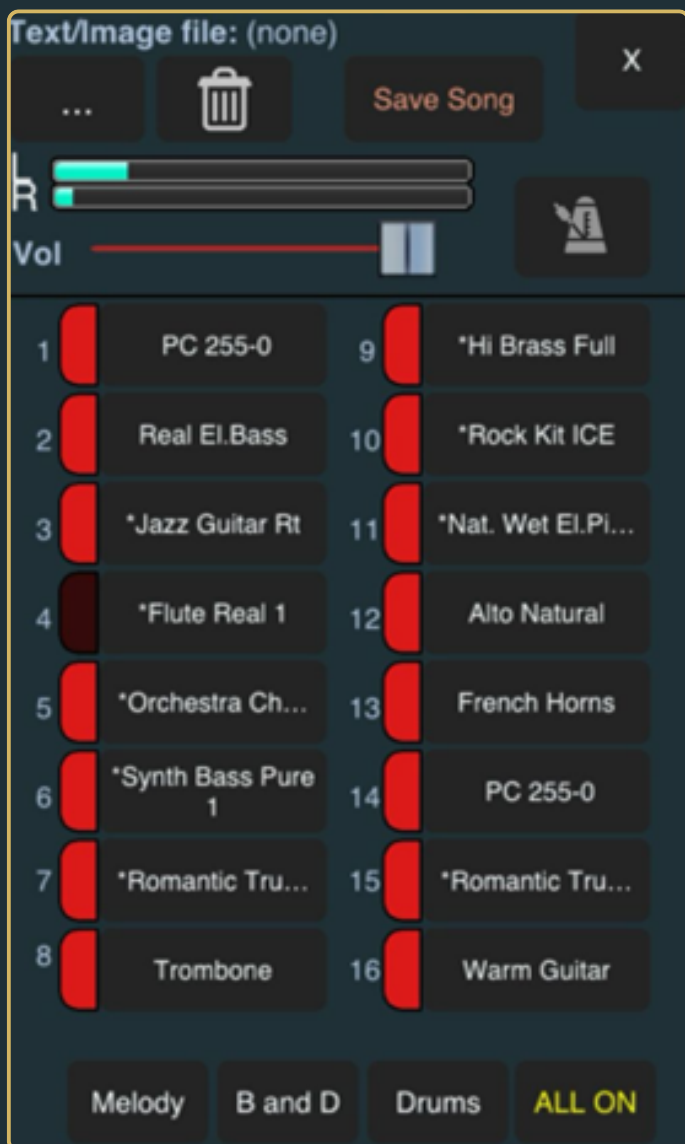 Text/Image file: (none)
X
...
Save Song
L
R
Vol
1 PC 255-0
9 *Hi Brass Full
2 Real El.Bass
10 *Rock Kit ICE
3 *Jazz Guitar Rt
11 *Nat. Wet El.Pi...
4 *Flute Real 1
12 Alto Natural
5 *Orchestra Ch...
13 French Horns
6 *Synth Bass Pure
1
14 PC 255-0
7 *Romantic Tru...
15 *Romantic Tru...
8 Trombone
16 Warm Guitar
Melody B and D Drums ALL ON